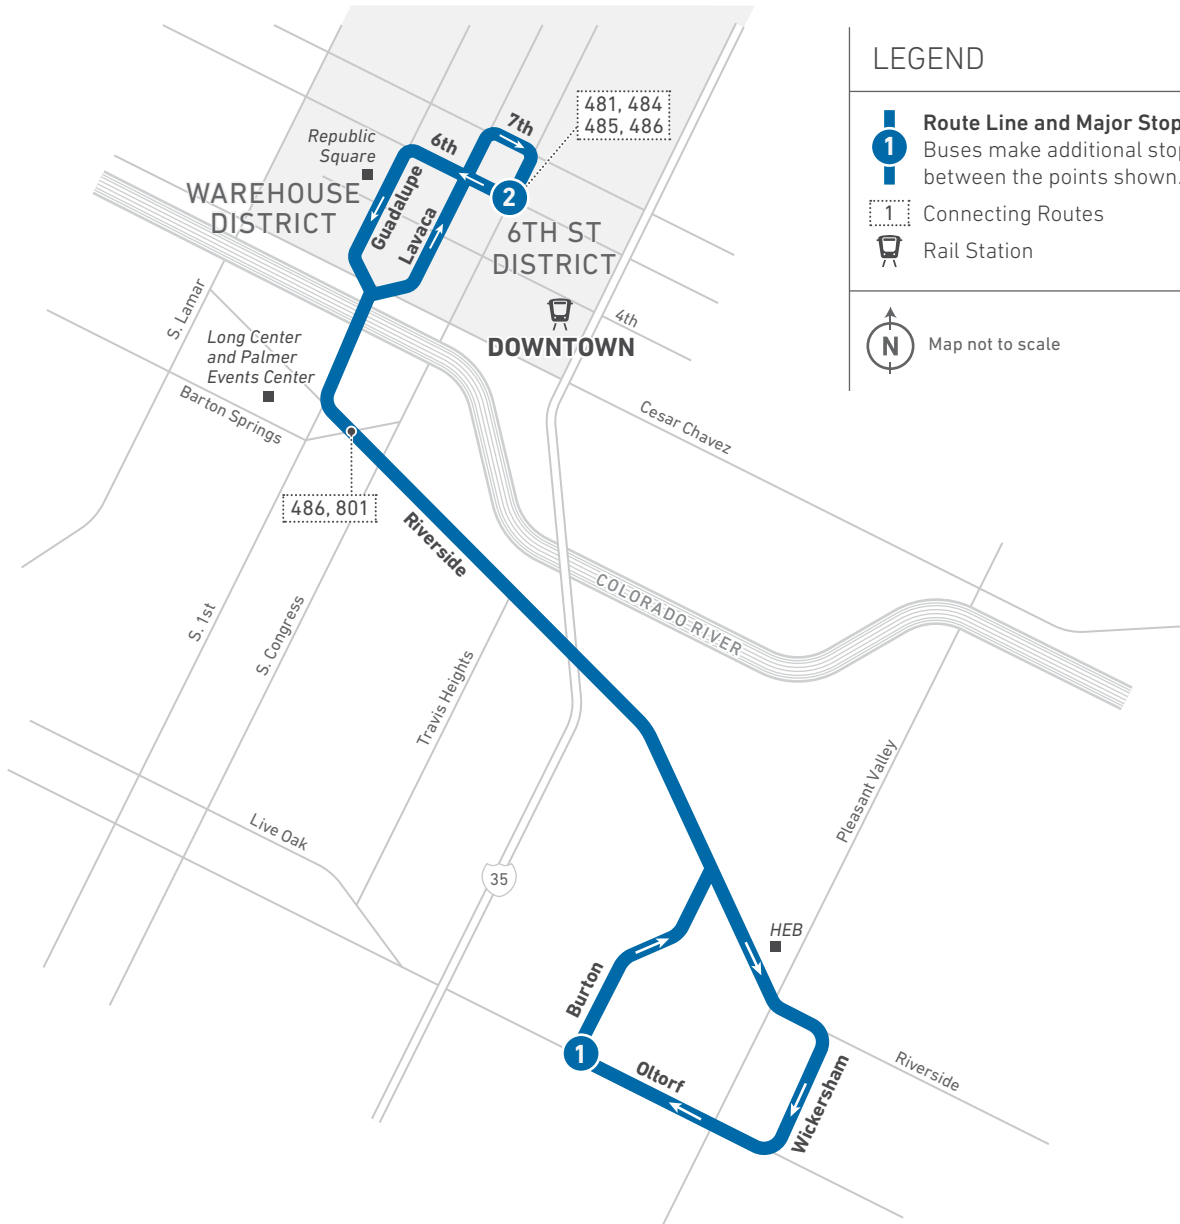 LEGEND
1
Route Line and Major Stop
Buses make additional stop
between the points shown.
1
Connecting Routes
Rail Station
N
Map not to scale
481, 484
485, 486
7th
6th
Republic
Square
2
WAREHOUSE
DISTRICT
Guadalupe
Lavaca
6TH ST
DISTRICT
S. Lamar
4th
DOWNTOWN
Long Center
and Palmer
Events Center
Barton Springs
Cesar Chavez
486, 801
Riverside
COLORADO RIVER
S. 1st
S. Congress
Travis Heights
Pleasant Valley
Live Oak
35
HEB
Burton
1
Oltorf
Wickersham
Riverside